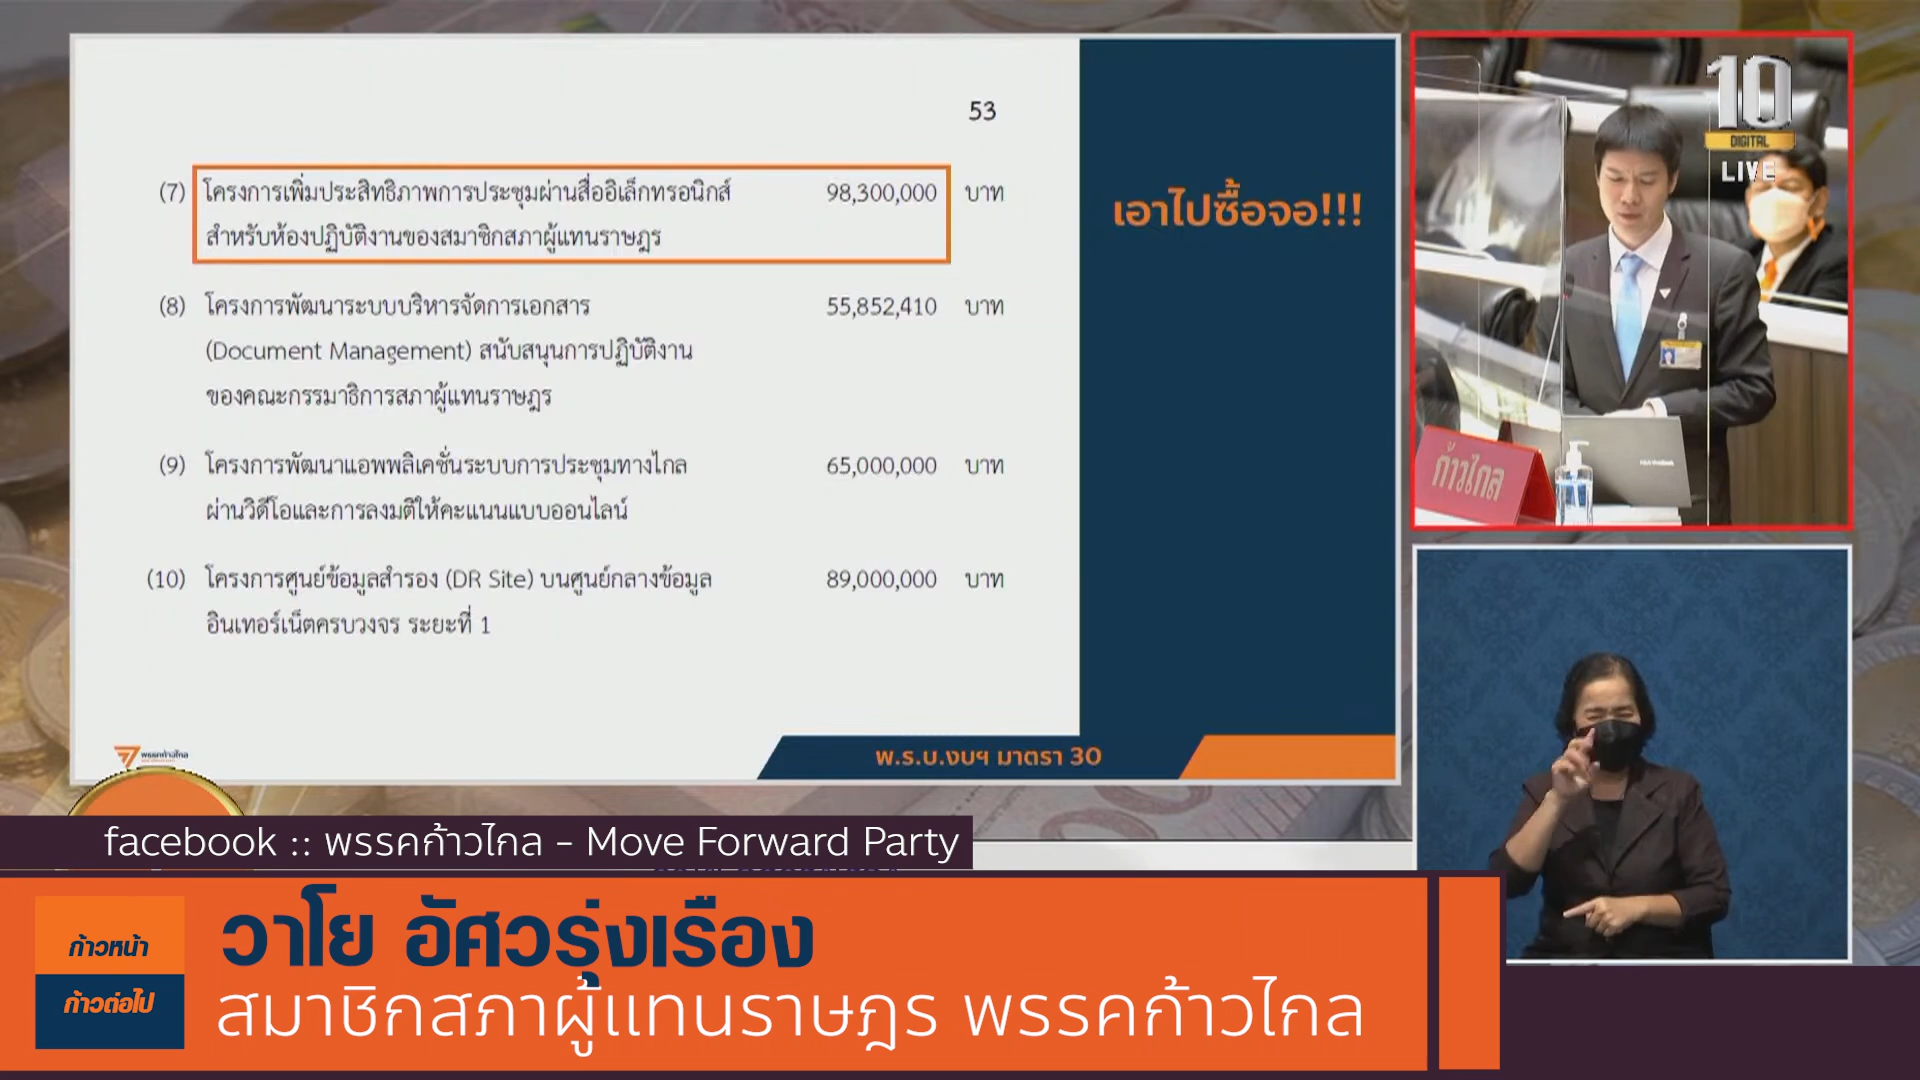 53
(7) โครงการเพิ่มประสิทธิภาพการประชุมผ่านสื่ออิเล็กทรอนิกส์ 98,300,000 บาท
สำหรับห้องปฏิบัติงานของสมาชิกสภาผู้แทนราษฎร
(8) โครงการพัฒนาระบบบริหารจัดการเอกสาร 55,852,410 บาท
(Document Management) สนับสนุนการปฏิบัติงาน
ของคณะกรรมาธิการสภาผู้แทนราษฎร
(9) โครงการพัฒนาแอพพลิเคชั่นระบบการประชุมทางไกล 65,000,000 บาท
ผ่านวิดีโอและการลงมติให้คะแนนแบบออนไลน์
(10) โครงการศูนย์ข้อมูลสำรอง (DR Site) บนศูนย์กลางข้อมูล 89,000,000 บาท
อินเทอร์เน็ตครบวงจร ระยะที่ 1
เอาไปซื้อจอ!!!
พรรคก้าวไกล
พ.ร.บ.งบฯ มาตรา 30
10
DIGITAL
LIVE
ก้าวไกล
facebook :: พรรคก้าวไกล - Move Forward Party
ก้าวหน้า
ก้าวต่อไป
วาโย อัศวรุ่งเรือง
สมาชิกสภาผู้แทนราษฎร พรรคก้าวไกล